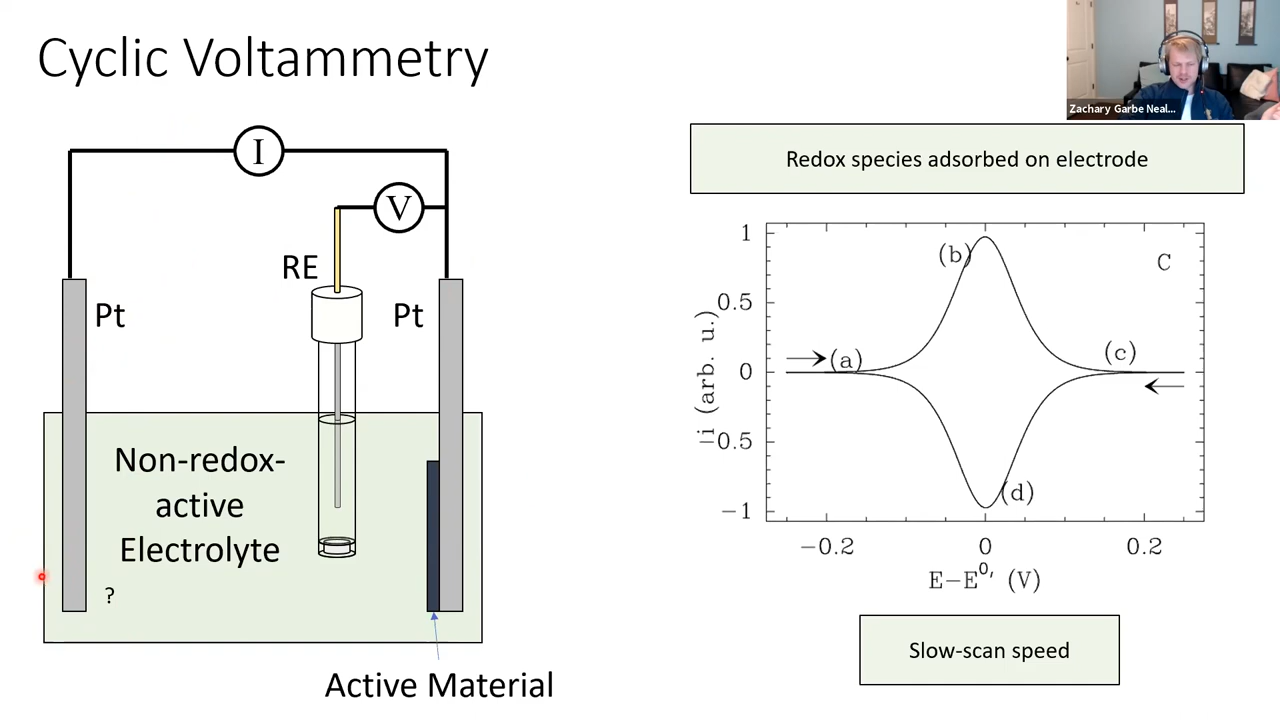 Cyclic Voltammetry
Zachary Garbe Neal...
I
V
RE
Pt
Pt
Non-redox-
active
Electrolyte
?
Active Material
Redox species adsorbed on electrode
1
0.5
0
−0.5
−1
i (arb. u.)
(a)
(b)
(c)
(d)
C
−0.2
0
0.2
E−E⁰′ (V)
Slow-scan speed